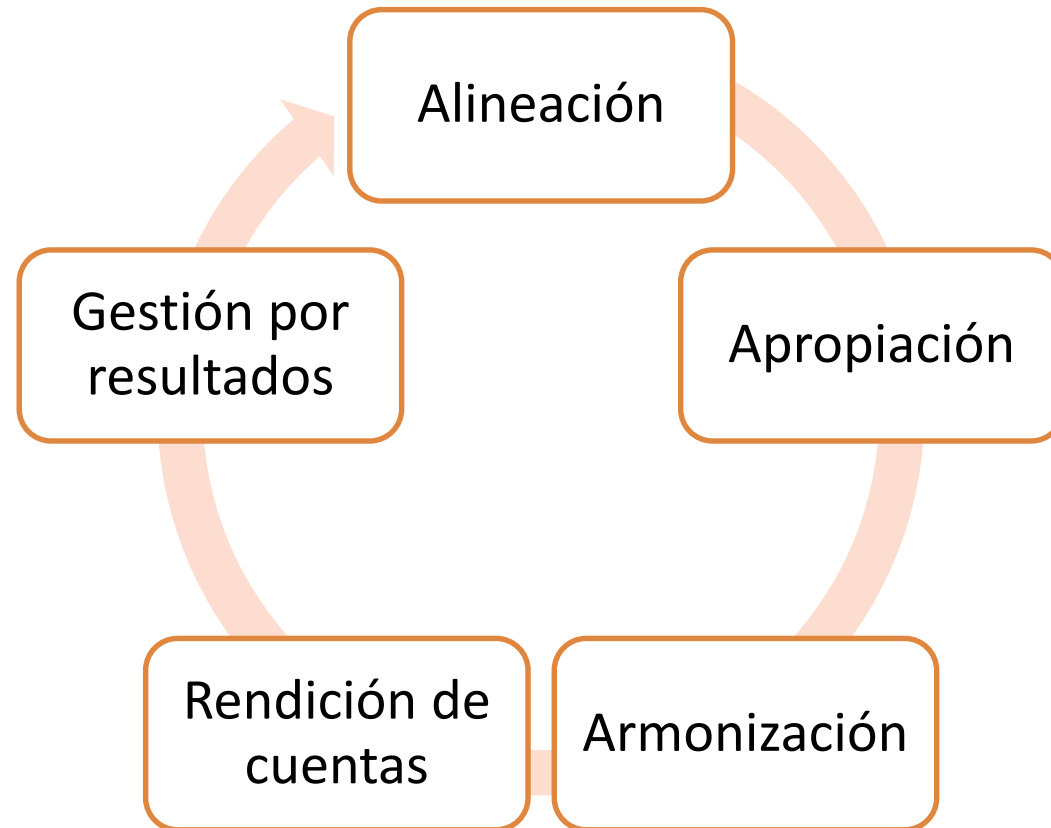 Alineación
Apropiación
Armonización
Rendición de
cuentas
Gestión por
resultados